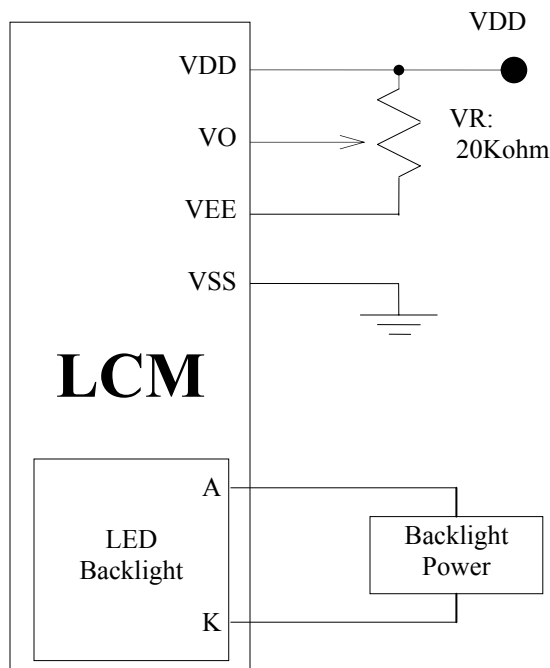 VDD
VDD
VO
VR:
20Kohm
VEE
VSS
LCM
A
LED
Backlight
Backlight
Power
K